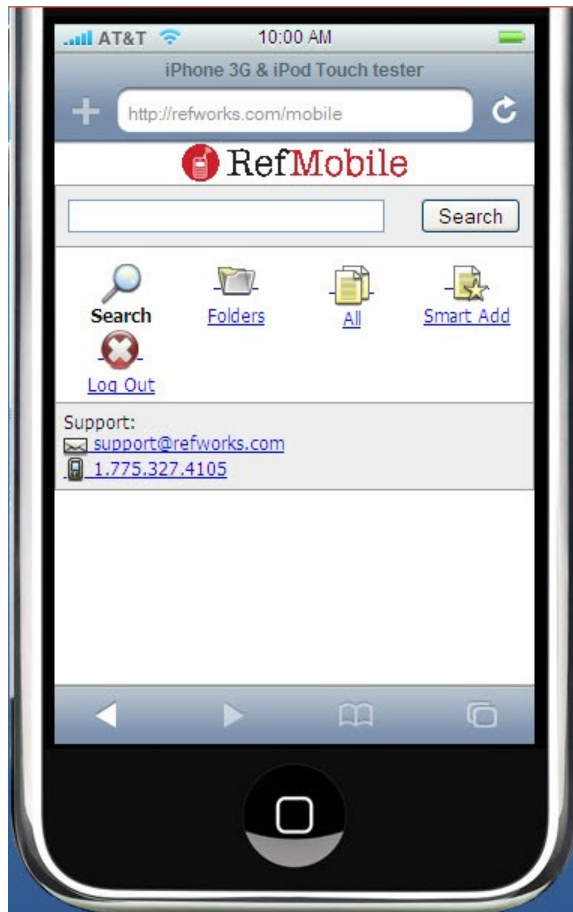 AT&T 10:00 AM
iPhone 3G & iPod Touch tester
http://refworks.com/mobile
RefMobile
Search
Search Folders All Smart Add
Log Out
Support:
support@refworks.com
1.775.327.4105